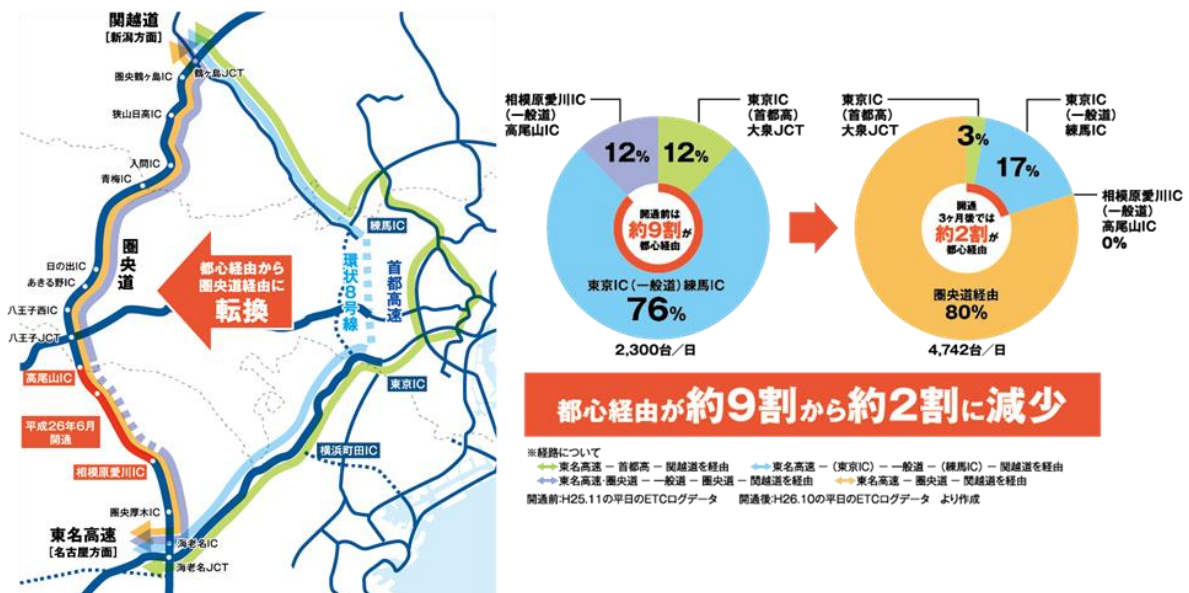 関越道
[新潟方面]
圏央鶴ヶ島IC
鶴ヶ島JCT
狭山日高IC
入間IC
青梅IC
圏央道
日の出IC
あきる野IC
八王子西IC
八王子JCT
高尾山IC
平成26年6月
開通
相模原愛川IC
圏央厚木IC
東名高速
[名古屋方面]
海老名IC
海老名JCT
都心経由から
圏央道経由に
転換
練馬IC
環状8号線
首都高速
東京IC
横浜町田IC
相模原愛川IC
(一般道)
高尾山IC
東京IC
(首都高)
大泉JCT
12%
12%
開通前は
約9割が
都心経由
東京IC(一般道)練馬IC
76%
2,300台/日
東京IC
(首都高)
大泉JCT
東京IC
(一般道)
練馬IC
3%
17%
相模原愛川IC
(一般道)
高尾山IC
0%
開通
3ヶ月後では
約2割が
都心経由
圏央道経由
80%
4,742台/日
都心経由が約9割から約2割に減少
※経路について
東名高速 − 首都高 − 関越道を経由
東名高速 − (東京IC) − 一般道 − (練馬IC) − 関越道を経由
東名高速・圏央道 − 一般道 − 圏央道 − 関越道を経由
東名高速 − 圏央道 − 関越道を経由
開通前:H25.11の平日のETCログデータ 開通後:H26.10の平日のETCログデータ より作成